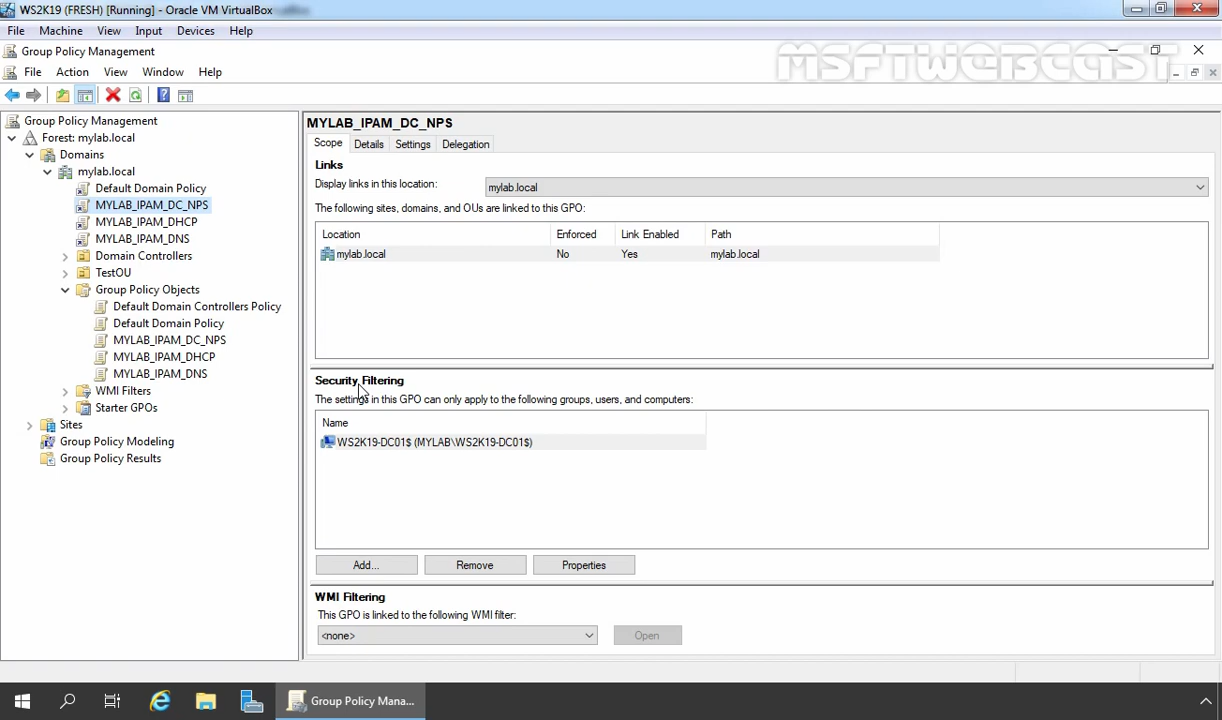 WS2K19 (FRESH) [Running] - Oracle VM VirtualBox
File Machine View Input Devices Help
Group Policy Management
MSFTWEBCAST
File Action View Window Help
Group Policy Management
Forest: mylab.local
Domains
mylab.local
Default Domain Policy
MYLAB_IPAM_DC_NPS
MYLAB_IPAM_DHCP
MYLAB_IPAM_DNS
Domain Controllers
TestOU
Group Policy Objects
Default Domain Controllers Policy
Default Domain Policy
MYLAB_IPAM_DC_NPS
MYLAB_IPAM_DHCP
MYLAB_IPAM_DNS
WMI Filters
Starter GPOs
Sites
Group Policy Modeling
Group Policy Results
MYLAB_IPAM_DC_NPS
Scope Details Settings Delegation
Links
Display links in this location: mylab.local
The following sites, domains, and OUs are linked to this GPO:
Location Enforced Link Enabled Path
mylab.local No Yes mylab.local
Security Filtering
The settings in this GPO can only apply to the following groups, users, and computers:
Name
WS2K19-DC01$ (MYLAB\WS2K19-DC01$)
Add... Remove Properties
WMI Filtering
This GPO is linked to the following WMI filter:
<none> Open
Group Policy Mana...